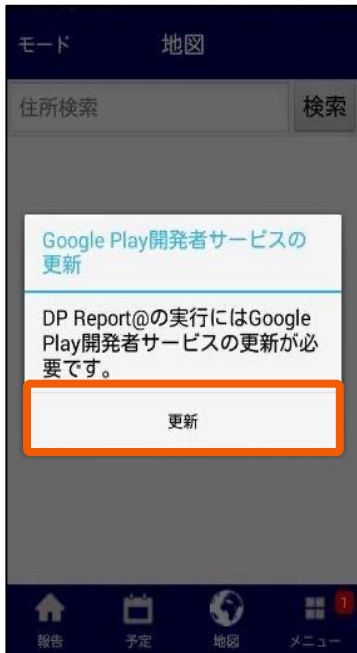 モード 地図
住所検索 検索
Google Play開発者サービスの
更新
DP Report@の実行にはGoogle
Play開発者サービスの更新が必
要です。
更新
1
報告 予定 地図 メニュー